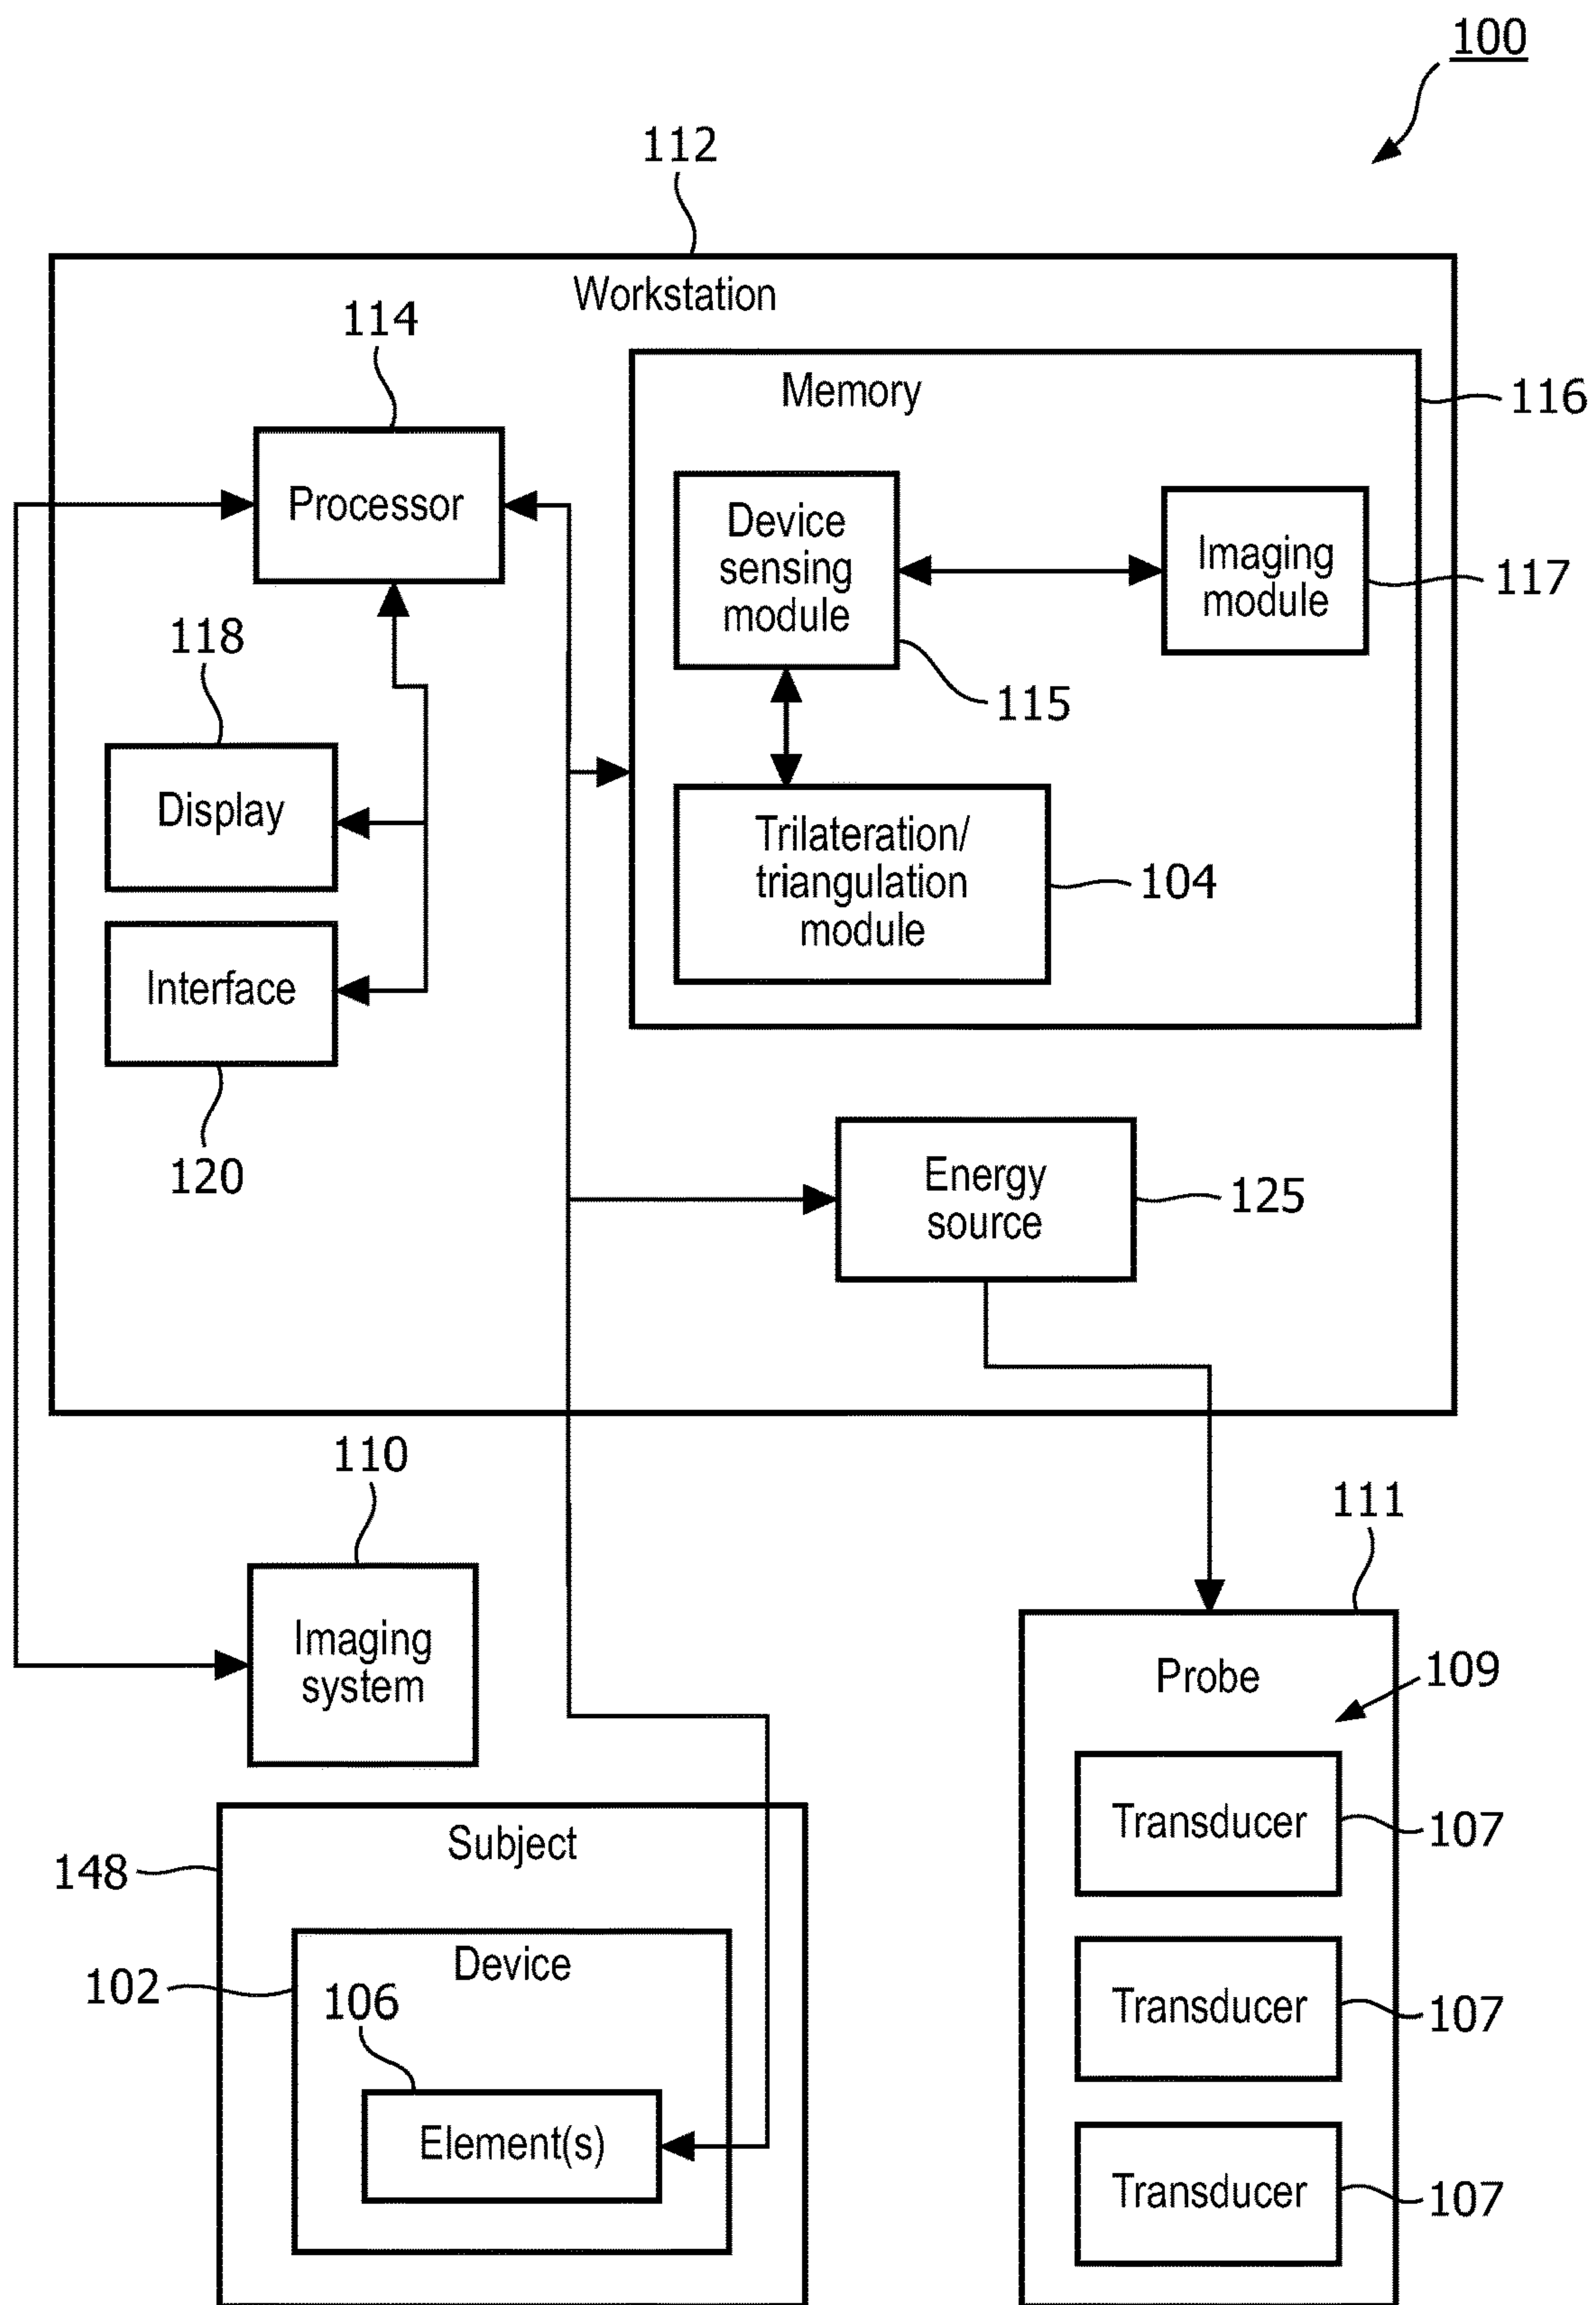 100
112
Workstation
114
Memory
116
Processor
Device
sensing
module
Imaging
module
117
118
115
Display
Trilateration/
triangulation
module
104
Interface
120
Energy
source
125
110
111
Imaging
system
Probe
109
Transducer
107
Subject
148
Device
102
106
Transducer
107
Element(s)
Transducer
107